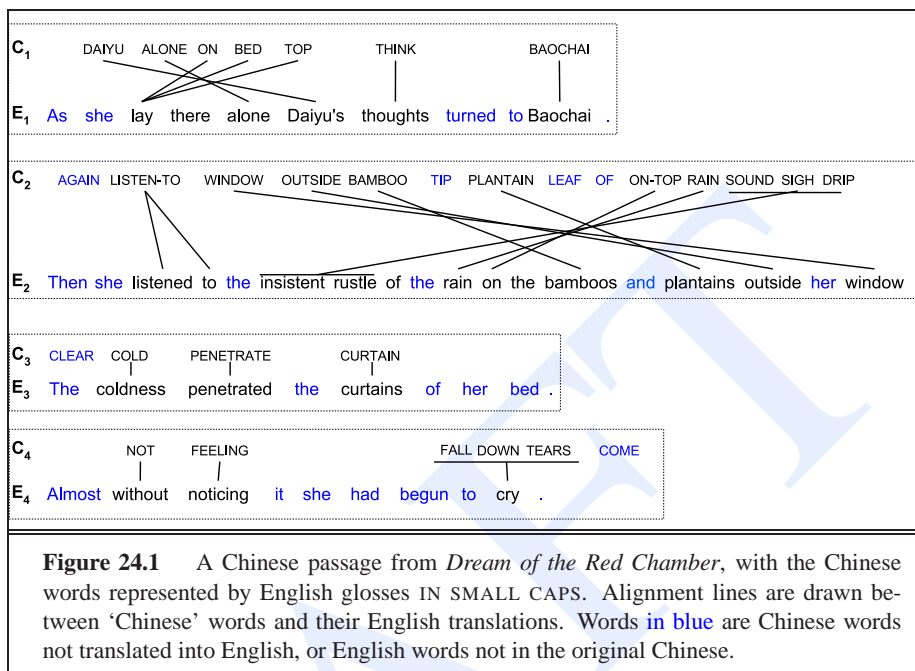 C1 DAIYU ALONE ON BED TOP THINK BAOCHAI
E1 As she lay there alone Daiyu's thoughts turned to Baochai .
C2 AGAIN LISTEN-TO WINDOW OUTSIDE BAMBOO TIP PLANTAIN LEAF OF ON-TOP RAIN SOUND SIGH DRIP
E2 Then she listened to the insistent rustle of the rain on the bamboos and plantains outside her window
C3 CLEAR COLD PENETRATE CURTAIN
E3 The coldness penetrated the curtains of her bed .
C4 NOT FEELING FALL DOWN TEARS COME
E4 Almost without noticing it she had begun to cry .
Figure 24.1 A Chinese passage from Dream of the Red Chamber, with the Chinese
words represented by English glosses IN SMALL CAPS. Alignment lines are drawn be-
tween ‘Chinese’ words and their English translations. Words in blue are Chinese words
not translated into English, or English words not in the original Chinese.